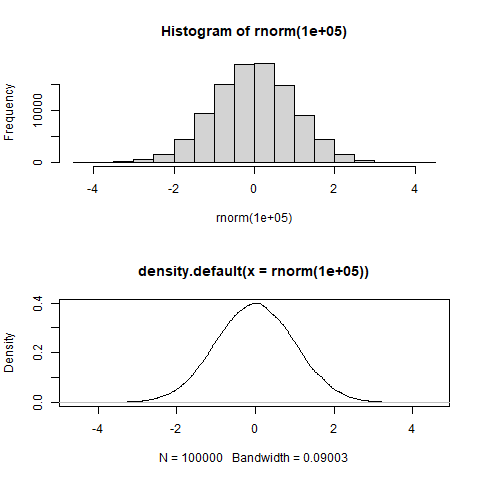 Histogram of rnorm(1e+05)
Frequency
10000
0
-4 -2 0 2 4
rnorm(1e+05)
density.default(x = rnorm(1e+05))
Density
0.4
0.2
0.0
-4 -2 0 2 4
N = 100000 Bandwidth = 0.09003